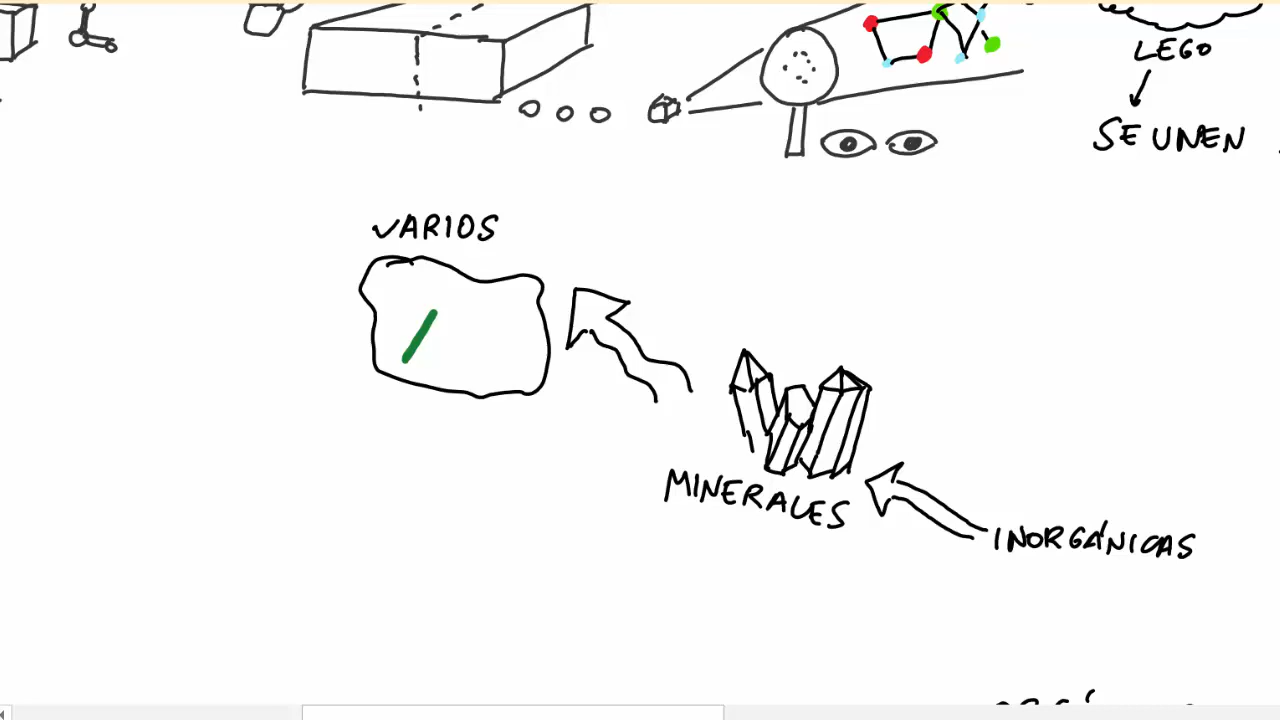 LEGO
SE UNEN
VARIOS
MINERALES
INORGÁNICAS